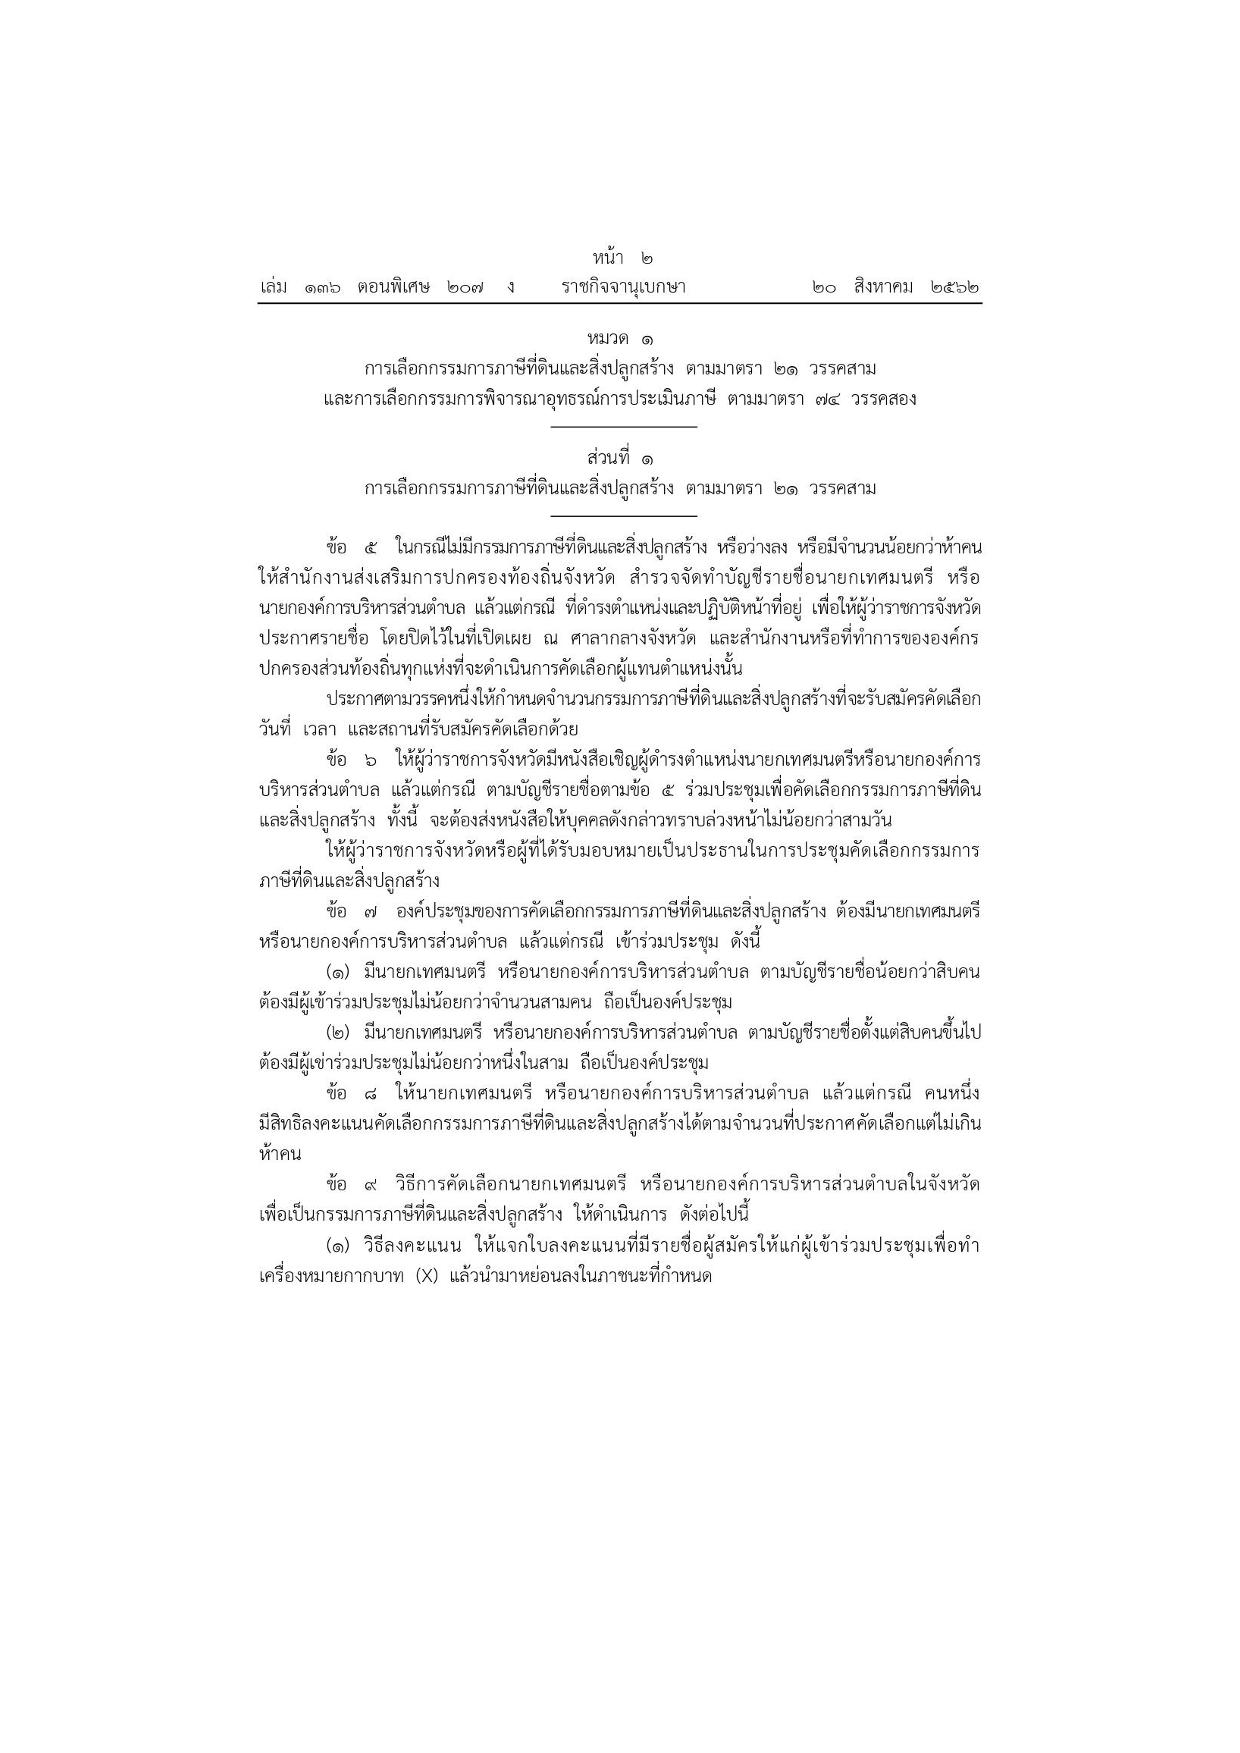 หน้า ๒
เล่ม ๑๓๖ ตอนพิเศษ ๒๐๗ ง ราชกิจจานุเบกษา ๒๐ สิงหาคม ๒๕๖๒
หมวด ๑
การเลือกกรรมการภาษีที่ดินและสิ่งปลูกสร้าง ตามมาตรา ๒๑ วรรคสาม
และการเลือกกรรมการพิจารณาอุทธรณ์การประเมินภาษี ตามมาตรา ๗๔ วรรคสอง
ส่วนที่ ๑
การเลือกกรรมการภาษีที่ดินและสิ่งปลูกสร้าง ตามมาตรา ๒๑ วรรคสาม
ข้อ ๕ ในกรณีไม่มีกรรมการภาษีที่ดินและสิ่งปลูกสร้าง หรือว่างลง หรือมีจำนวนน้อยกว่าห้าคน
ให้สำนักงานส่งเสริมการปกครองท้องถิ่นจังหวัด สำรวจจัดทำบัญชีรายชื่อนายกเทศมนตรี หรือ
นายกองค์การบริหารส่วนตำบล แล้วแต่กรณี ที่ดำรงตำแหน่งและปฏิบัติหน้าที่อยู่ เพื่อให้ผู้ว่าราชการจังหวัด
ประกาศรายชื่อ โดยปิดไว้ในที่เปิดเผย ณ ศาลากลางจังหวัด และสำนักงานหรือที่ทำการขององค์กร
ปกครองส่วนท้องถิ่นทุกแห่งที่จะดำเนินการคัดเลือกผู้แทนตำแหน่งนั้น
ประกาศตามวรรคหนึ่งให้กำหนดจำนวนกรรมการภาษีที่ดินและสิ่งปลูกสร้างที่จะรับสมัครคัดเลือก
วันที่ เวลา และสถานที่รับสมัครคัดเลือกด้วย
ข้อ ๖ ให้ผู้ว่าราชการจังหวัดมีหนังสือเชิญผู้ดำรงตำแหน่งนายกเทศมนตรีหรือนายกองค์การ
บริหารส่วนตำบล แล้วแต่กรณี ตามบัญชีรายชื่อตามข้อ ๕ ร่วมประชุมเพื่อคัดเลือกกรรมการภาษีที่ดิน
และสิ่งปลูกสร้าง ทั้งนี้ จะต้องส่งหนังสือให้บุคคลดังกล่าวทราบล่วงหน้าไม่น้อยกว่าสามวัน
ให้ผู้ว่าราชการจังหวัดหรือผู้ที่ได้รับมอบหมายเป็นประธานในการประชุมคัดเลือกกรรมการ
ภาษีที่ดินและสิ่งปลูกสร้าง
ข้อ ๗ องค์ประชุมของการคัดเลือกกรรมการภาษีที่ดินและสิ่งปลูกสร้าง ต้องมีนายกเทศมนตรี
หรือนายกองค์การบริหารส่วนตำบล แล้วแต่กรณี เข้าร่วมประชุม ดังนี้
(๑) มีนายกเทศมนตรี หรือนายกองค์การบริหารส่วนตำบล ตามบัญชีรายชื่อน้อยกว่าสิบคน
ต้องมีผู้เข้าร่วมประชุมไม่น้อยกว่าจำนวนสามคน ถือเป็นองค์ประชุม
(๒) มีนายกเทศมนตรี หรือนายกองค์การบริหารส่วนตำบล ตามบัญชีรายชื่อตั้งแต่สิบคนขึ้นไป
ต้องมีผู้เข่าร่วมประชุมไม่น้อยกว่าหนึ่งในสาม ถือเป็นองค์ประชุม
ข้อ ๘ ให้นายกเทศมนตรี หรือนายกองค์การบริหารส่วนตำบล แล้วแต่กรณี คนหนึ่ง
มีสิทธิลงคะแนนคัดเลือกกรรมการภาษีที่ดินและสิ่งปลูกสร้างได้ตามจำนวนที่ประกาศคัดเลือกแต่ไม่เกิน
ห้าคน
ข้อ ๙ วิธีการคัดเลือกนายกเทศมนตรี หรือนายกองค์การบริหารส่วนตำบลในจังหวัด
เพื่อเป็นกรรมการภาษีที่ดินและสิ่งปลูกสร้าง ให้ดำเนินการ ดังต่อไปนี้
(๑) วิธีลงคะแนน ให้แจกใบลงคะแนนที่มีรายชื่อผู้สมัครให้แก่ผู้เข้าร่วมประชุมเพื่อทำ
เครื่องหมายกากบาท (X) แล้วนำมาหย่อนลงในภาชนะที่กำหนด